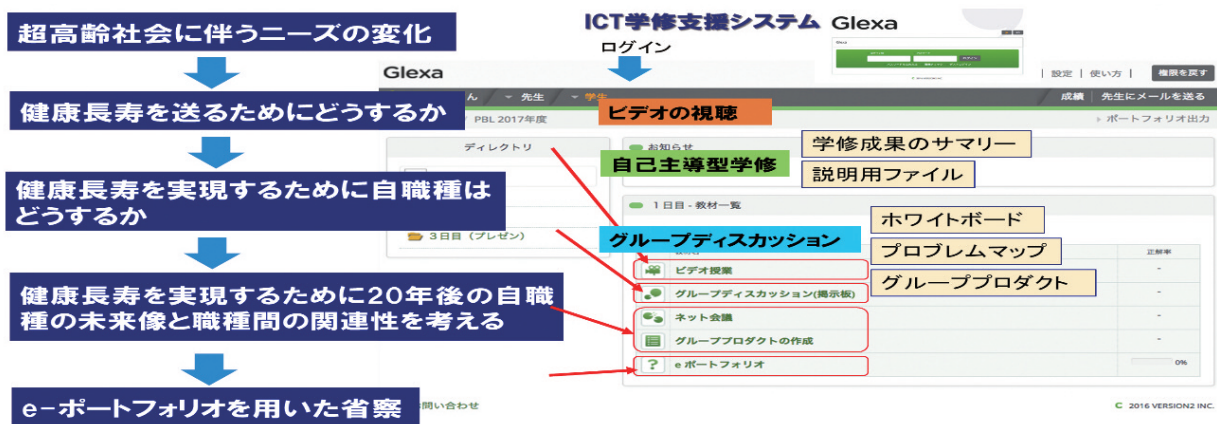 超高齢社会に伴うニーズの変化
健康長寿を送るためにどうするか
健康長寿を実現するために自職種は
どうするか
健康長寿を実現するために20年後の自職
種の未来像と職種間の関連性を考える
e-ポートフォリオを用いた省察
ICT学修支援システム Glexa
ログイン
Glexa
設定 | 使い方 | 権限を戻す
先生 学生
成績 先生にメールを送る
PBL 2017年度
ポートフォリオ出力
ビデオの視聴
ディレクトリ
お知らせ
自己主導型学修
学修成果のサマリー
説明用ファイル
1日目 - 教材一覧
3日目（プレゼン）
グループディスカッション
ホワイトボード
プロブレムマップ
グループプロダクト
正解率
ビデオ授業 -
グループディスカッション(掲示板) -
ネット会議 -
グループプロダクトの作成 -
? eポートフォリオ 0%
問い合わせ
C 2016 VERSION2 INC.